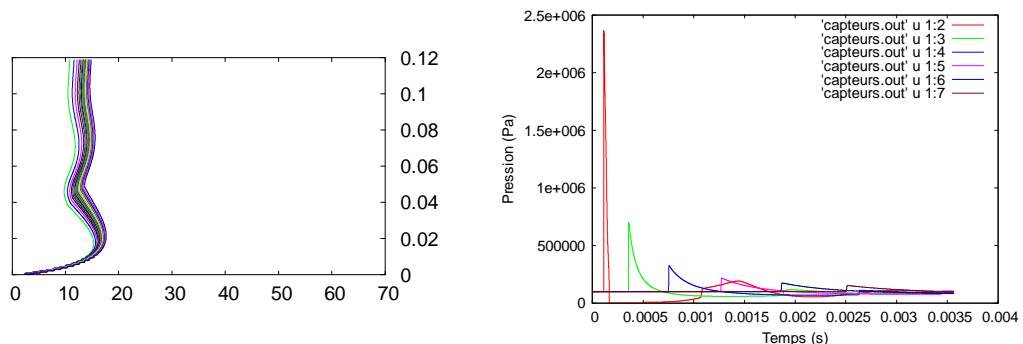 0.12
0.1
0.08
0.06
0.04
0.02
0
0 10 20 30 40 50 60 70
2.5e+006
2e+006
1.5e+006
1e+006
500000
0
Pression (Pa)
'capteurs.out' u 1:2
'capteurs.out' u 1:3
'capteurs.out' u 1:4
'capteurs.out' u 1:5
'capteurs.out' u 1:6
'capteurs.out' u 1:7
0 0.0005 0.001 0.0015 0.002 0.0025 0.003 0.0035 0.004
Temps (s)